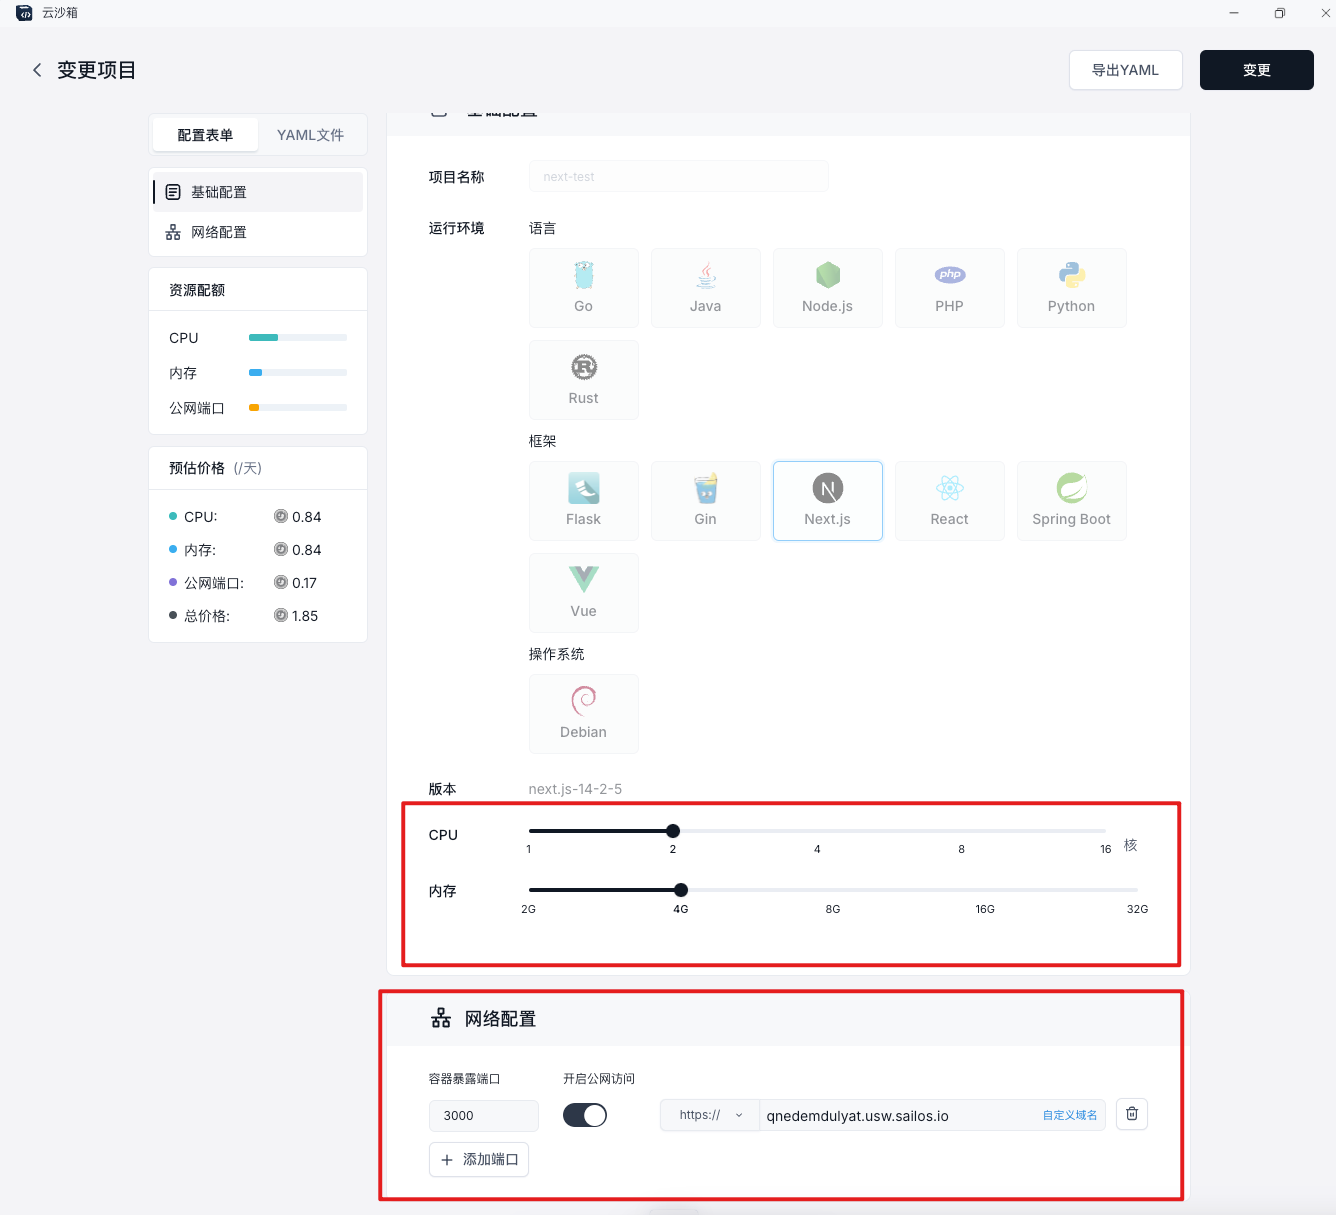 云沙箱
变更项目
导出YAML
变更
配置表单
YAML文件
基础配置
网络配置
资源配额
CPU
内存
公网端口
预估价格 (/天)
CPU: 0.84
内存: 0.84
公网端口: 0.17
总价格: 1.85
基础配置
项目名称 next-test
运行环境 语言
Go
Java
Node.js
php
PHP
Python
R
Rust
框架
Flask
Gin
N
Next.js
React
Spring Boot
Vue
操作系统
Debian
版本 next.js-14-2-5
CPU
1 2 4 8 16 核
内存
2G 4G 8G 16G 32G
网络配置
容器暴露端口 开启公网访问
3000 https:// qnedemdulyat.usw.sailos.io 自定义域名
添加端口